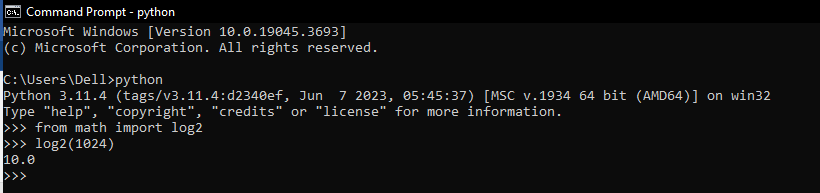 Command Prompt - python
Microsoft Windows [Version 10.0.19045.3693]
(c) Microsoft Corporation. All rights reserved.
C:\Users\Dell>python
Python 3.11.4 (tags/v3.11.4:d2340ef, Jun  7 2023, 05:45:37) [MSC v.1934 64 bit (AMD64)] on win32
Type "help", "copyright", "credits" or "license" for more information.
>>> from math import log2
>>> log2(1024)
10.0
>>>